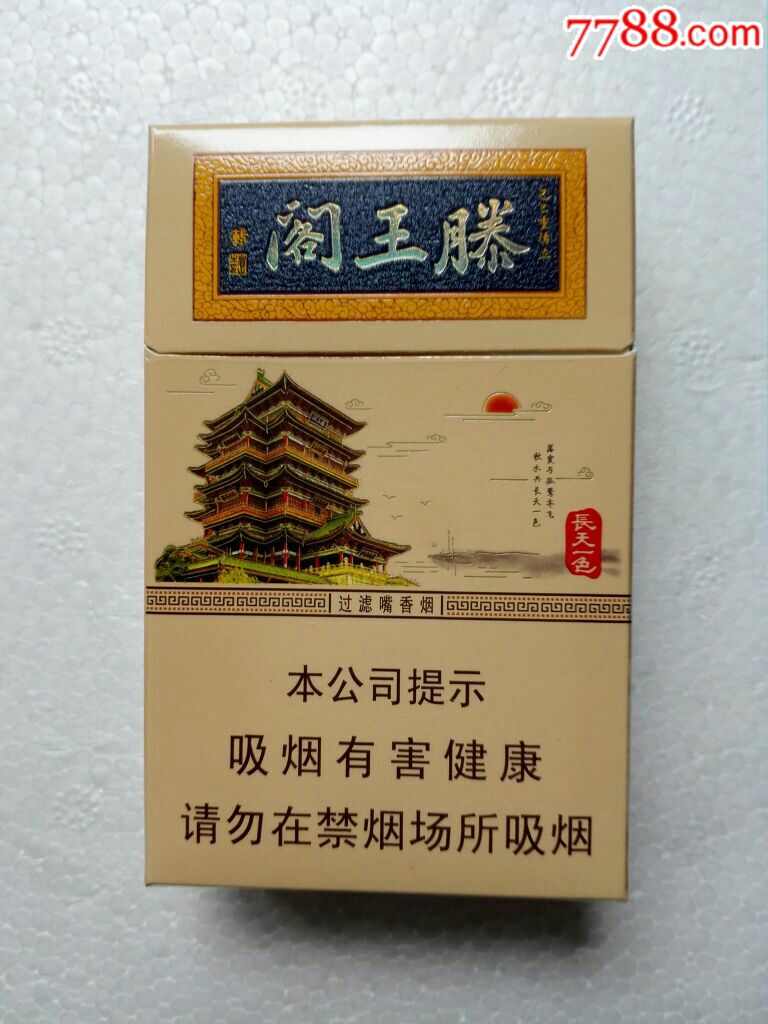 7788.com
滕王阁
落霞与孤鹜齐飞
秋水共长天一色
長天一色
过滤嘴香烟
本公司提示
吸烟有害健康
请勿在禁烟场所吸烟